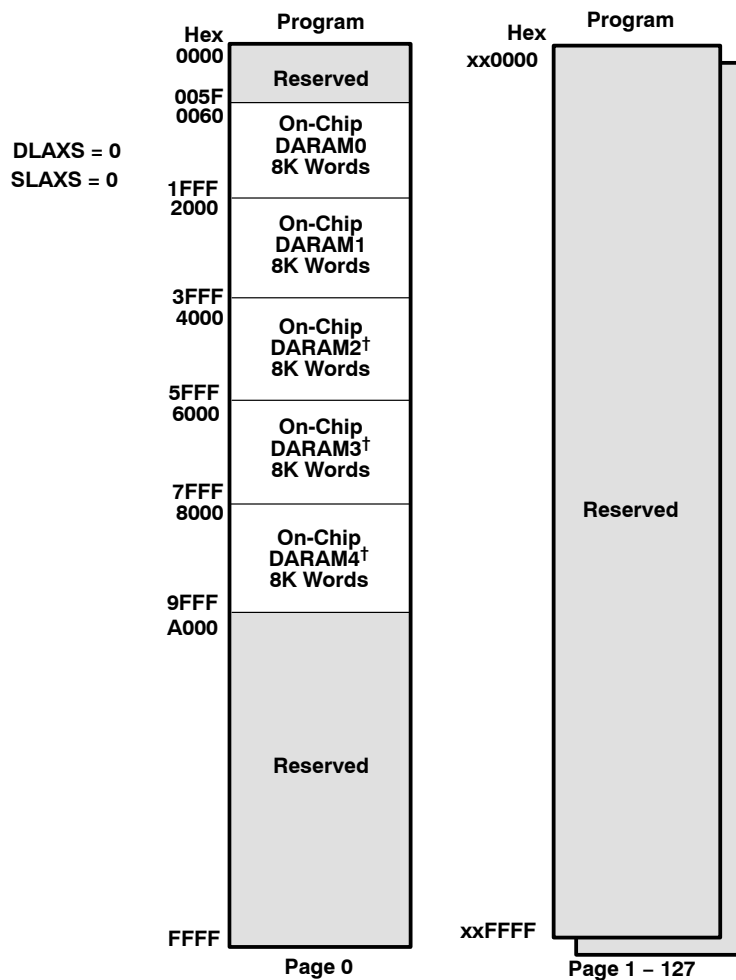 Program
Hex
0000
Reserved
005F
0060
On-Chip
DARAM0
8K Words
DLAXS = 0
SLAXS = 0
1FFF
2000
On-Chip
DARAM1
8K Words
3FFF
4000
On-Chip
DARAM2†
8K Words
5FFF
6000
On-Chip
DARAM3†
8K Words
7FFF
8000
On-Chip
DARAM4†
8K Words
9FFF
A000
Reserved
FFFF
Page 0
Program
Hex
xx0000
Reserved
xxFFFF
Page 1 – 127